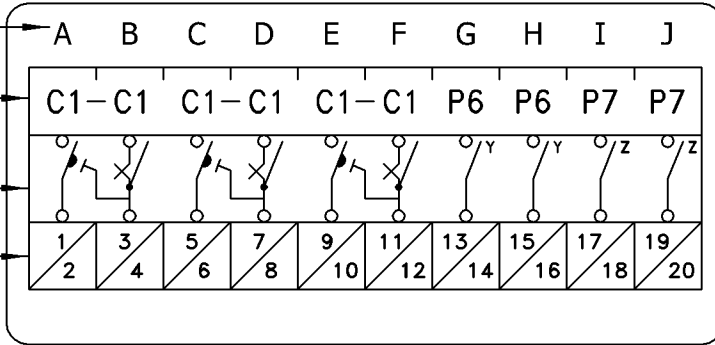 A B C D E F G H I J
C1-C1 C1-C1 C1-C1 P6 P6 P7 P7
Y Y Z Z
1 3 5 7 9 11 13 15 17 19
2 4 6 8 10 12 14 16 18 20